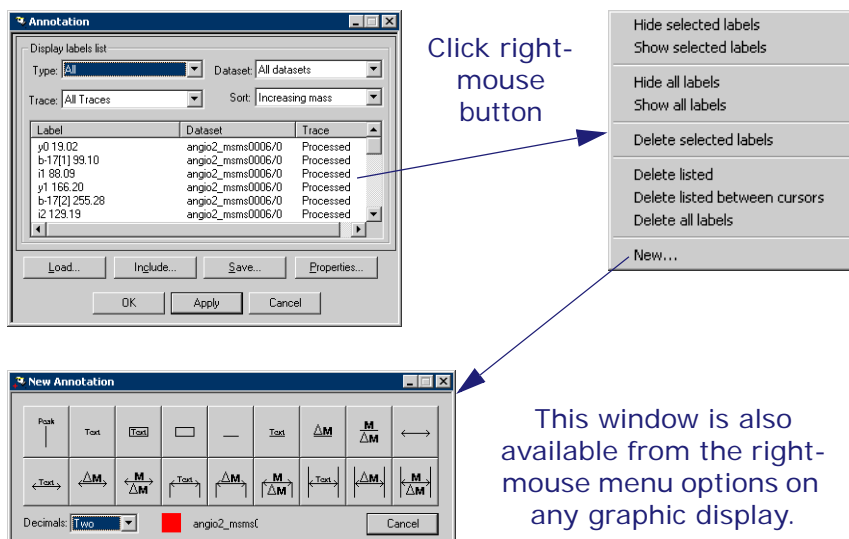 Annotation
Display labels list
Type: All Dataset: All datasets
Trace: All Traces Sort: Increasing mass
Label Dataset Trace
y0 19.02 angio2_msms0006/0 Processed
b-17[1] 99.10 angio2_msms0006/0 Processed
i1 88.09 angio2_msms0006/0 Processed
y1 166.20 angio2_msms0006/0 Processed
b-17[2] 255.28 angio2_msms0006/0 Processed
i2 129.19 angio2_msms0006/0 Processed
Load... Include... Save... Properties...
OK Apply Cancel
Click right-
mouse
button
Hide selected labels
Show selected labels
Hide all labels
Show all labels
Delete selected labels
Delete listed
Delete listed between cursors
Delete all labels
New...
New Annotation
Peak Text Text Text ΔM M
ΔM
Text ΔM M Text ΔM M Text ΔM M
ΔM ΔM ΔM
Decimals: Two angio2_msms( Cancel
This window is also
available from the right-
mouse menu options on
any graphic display.